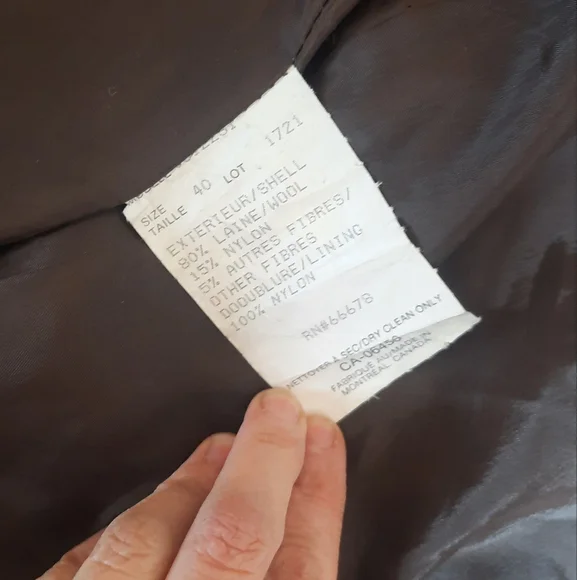 SIZE
TAILLE 40 LOT 1721
EXTERIEUR/SHELL
80% LAINE/WOOL
15% NYLON
5% AUTRES FIBRES/
OTHER FIBRES
DOOUBLURE/LINING
100% NYLON
RN#66678
NETTOYER A SEC/DRY CLEAN ONLY
CA-06456
FABRIQUE AU/MADE IN
MONTREAL CANADA